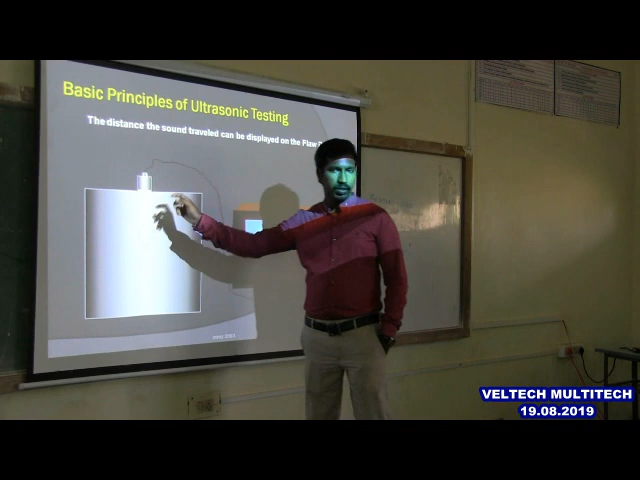 Basic Principles of Ultrasonic Testing
The distance the sound traveled can be displayed on the Flaw
VELTECH MULTITECH
19.08.2019